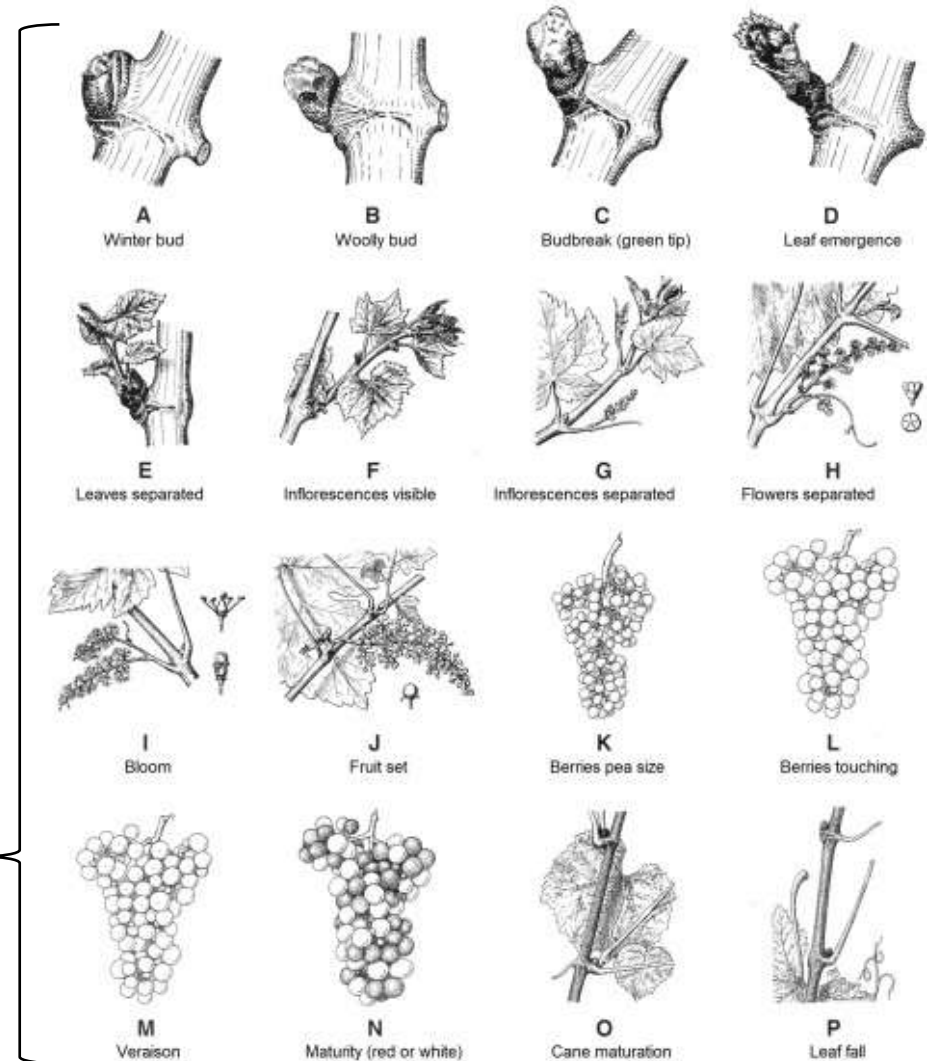 A
Winter bud
B
Woolly bud
C
Budbreak (green tip)
D
Leaf emergence
E
Leaves separated
F
Inflorescences visible
G
Inflorescences separated
H
Flowers separated
I
Bloom
J
Fruit set
K
Berries pea size
L
Berries touching
M
Veraison
N
Maturity (red or white)
O
Cane maturation
P
Leaf fall